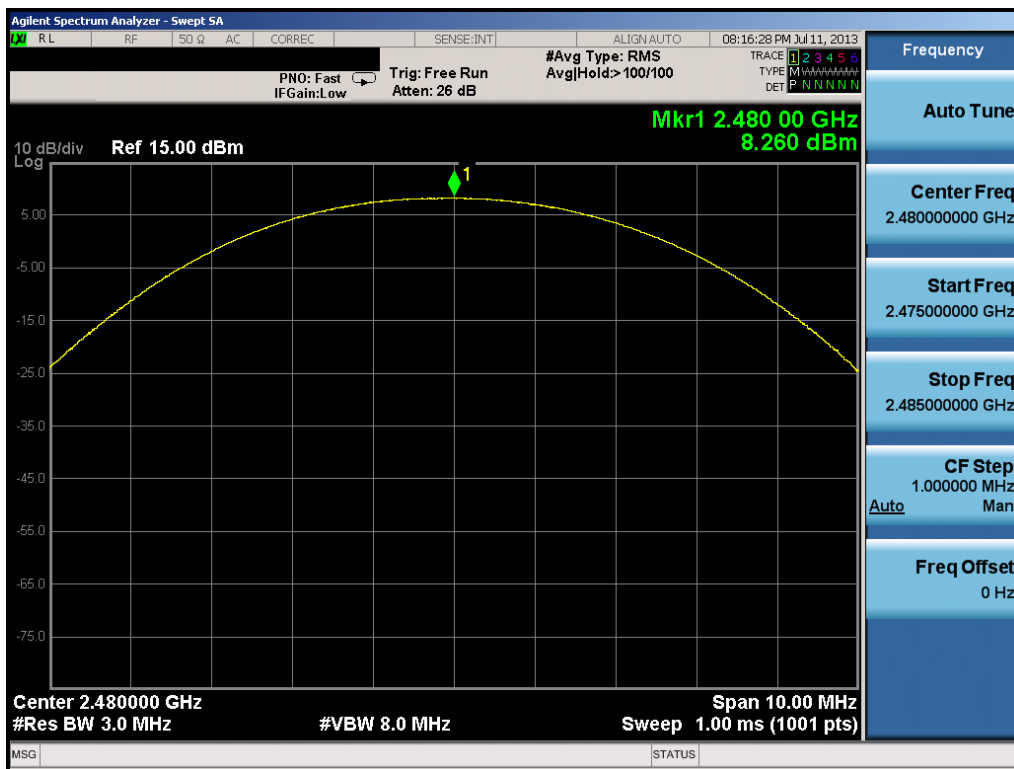 Agilent Spectrum Analyzer - Swept SA
LXI RL RF 50 Ω AC CORREC SENSE:INT ALIGN AUTO 08:16:28 PM Jul 11, 2013
PNO: Fast
IFGain:Low
Trig: Free Run
Atten: 26 dB
#Avg Type: RMS
Avg|Hold:>100/100
TRACE 1 2 3 4 5 6
TYPE M
DET P N N N N N
Mkr1 2.480 00 GHz
8.260 dBm
10 dB/div Ref 15.00 dBm
Log
1
5.00
-5.00
-15.0
-25.0
-35.0
-45.0
-55.0
-65.0
-75.0
Center 2.480000 GHz Span 10.00 MHz
#Res BW 3.0 MHz #VBW 8.0 MHz Sweep 1.00 ms (1001 pts)
MSG STATUS
Frequency
Auto Tune
Center Freq
2.480000000 GHz
Start Freq
2.475000000 GHz
Stop Freq
2.485000000 GHz
CF Step
1.000000 MHz
Auto Man
Freq Offset
0 Hz